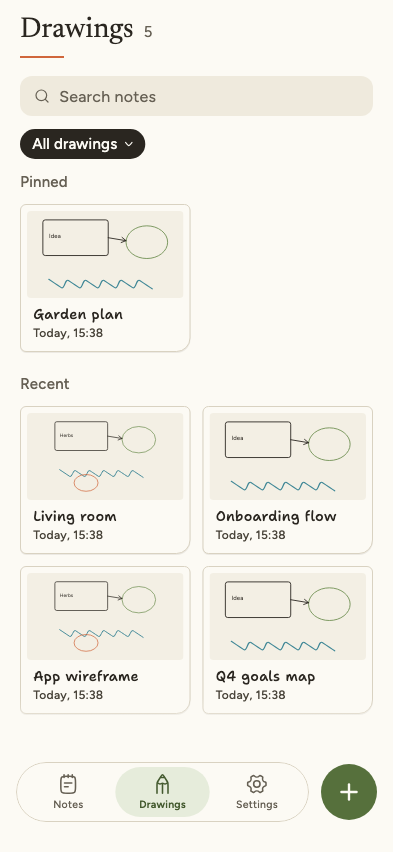 Drawings 5
Search notes
All drawings
Pinned
Idea
Garden plan
Today, 15:38
Recent
Herbs
Living room
Today, 15:38
Idea
Onboarding flow
Today, 15:38
Herbs
App wireframe
Today, 15:38
Idea
Q4 goals map
Today, 15:38
Notes
Drawings
Settings